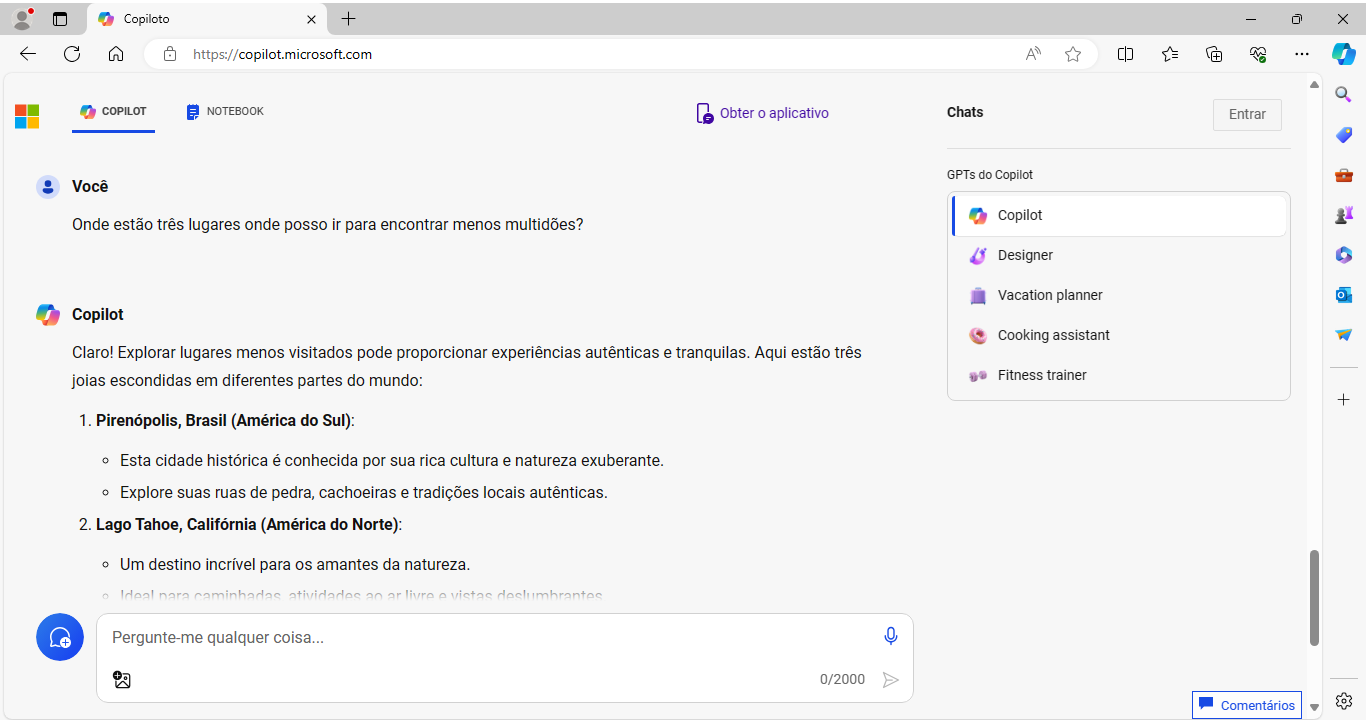 Copiloto
https://copilot.microsoft.com
COPILOT
NOTEBOOK
Obter o aplicativo
Chats
Entrar
GPTs do Copilot
Copilot
Designer
Vacation planner
Cooking assistant
Fitness trainer
Você
Onde estão três lugares onde posso ir para encontrar menos multidões?
Copilot
Claro! Explorar lugares menos visitados pode proporcionar experiências autênticas e tranquilas. Aqui estão três
joias escondidas em diferentes partes do mundo:
1. Pirenópolis, Brasil (América do Sul):
Esta cidade histórica é conhecida por sua rica cultura e natureza exuberante.
Explore suas ruas de pedra, cachoeiras e tradições locais autênticas.
2. Lago Tahoe, Califórnia (América do Norte):
Um destino incrível para os amantes da natureza.
Ideal para caminhadas, atividades ao ar livre e vistas deslumbrantes
Pergunte-me qualquer coisa...
0/2000
Comentários